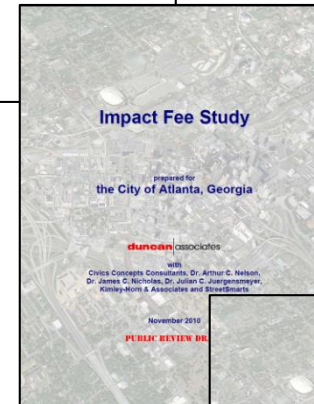 Impact Fee Study
prepared for
the City of Atlanta, Georgia
duncan associates
with
Civics Concepts Consultants, Dr. Arthur C. Nelson,
Dr. James C. Nicholas, Dr. Julian C. Juergensmeyer,
Kimley-Horn & Associates and StreetSmarts
November 2010
PUBLIC REVIEW